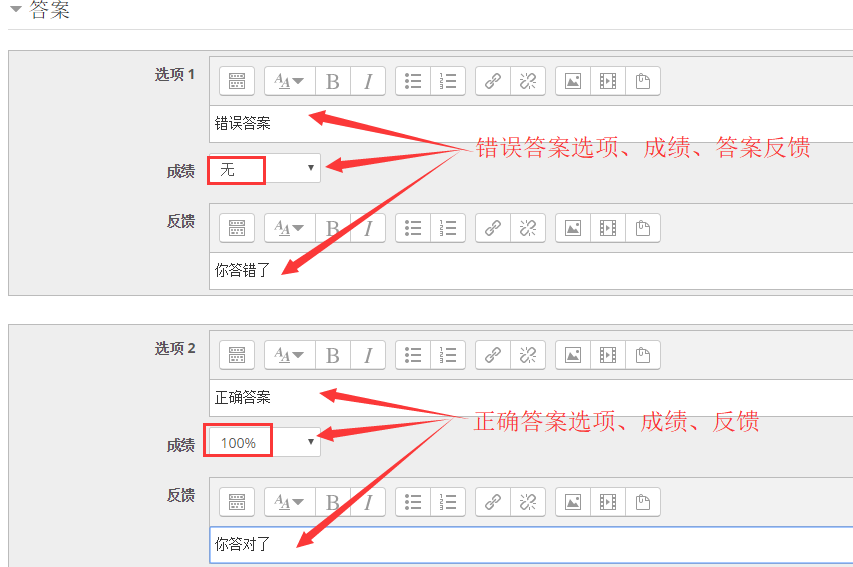 答案
选项 1
错误答案
错误答案选项、成绩、答案反馈
成绩
无
反馈
你答错了
选项 2
正确答案
正确答案选项、成绩、反馈
成绩
100%
反馈
你答对了